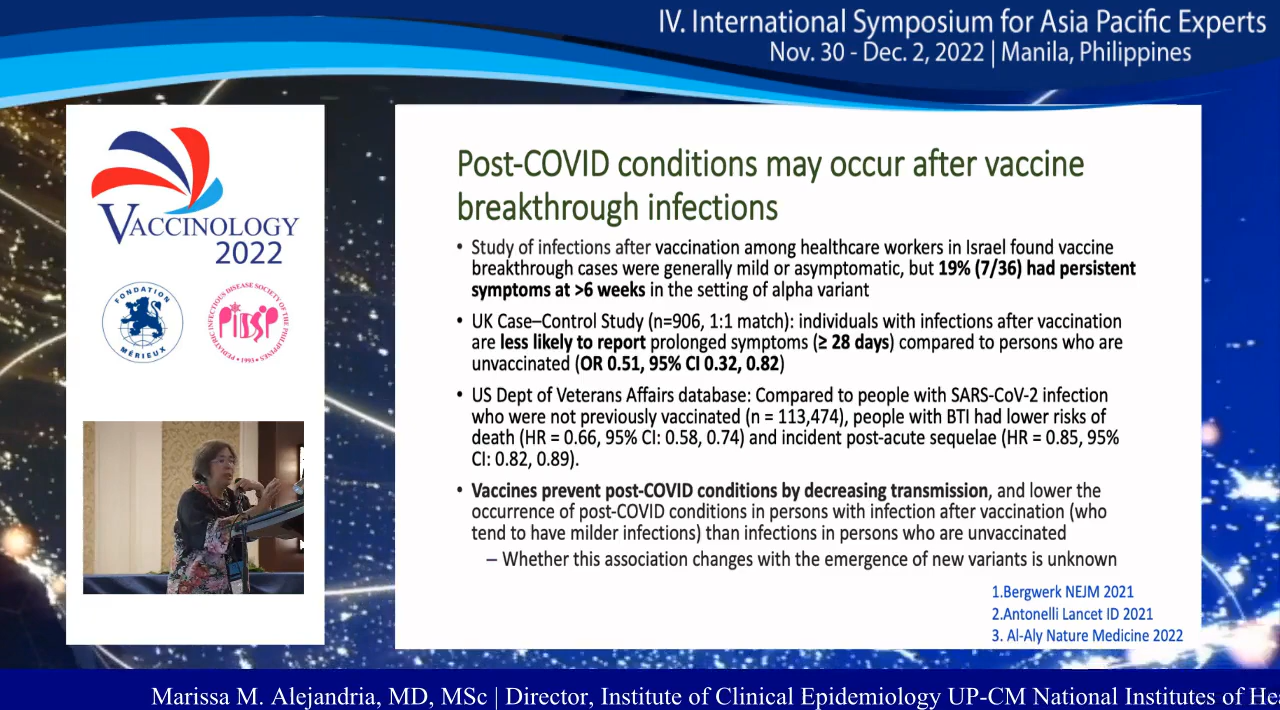 IV. International Symposium for Asia Pacific Experts
Nov. 30 - Dec. 2, 2022 | Manila, Philippines
VACCINOLOGY
2022
FONDATION
MÉRIEUX
PEDIATRIC INFECTIOUS DISEASE SOCIETY OF THE PHILIPPINES
PIDSP
• 1993 •
Post-COVID conditions may occur after vaccine
breakthrough infections
• Study of infections after vaccination among healthcare workers in Israel found vaccine
breakthrough cases were generally mild or asymptomatic, but 19% (7/36) had persistent
symptoms at >6 weeks in the setting of alpha variant
• UK Case–Control Study (n=906, 1:1 match): individuals with infections after vaccination
are less likely to report prolonged symptoms (≥ 28 days) compared to persons who are
unvaccinated (OR 0.51, 95% CI 0.32, 0.82)
• US Dept of Veterans Affairs database: Compared to people with SARS-CoV-2 infection
who were not previously vaccinated (n = 113,474), people with BTI had lower risks of
death (HR = 0.66, 95% CI: 0.58, 0.74) and incident post-acute sequelae (HR = 0.85, 95%
CI: 0.82, 0.89).
• Vaccines prevent post-COVID conditions by decreasing transmission, and lower the
occurrence of post-COVID conditions in persons with infection after vaccination (who
tend to have milder infections) than infections in persons who are unvaccinated
– Whether this association changes with the emergence of new variants is unknown
1.Bergwerk NEJM 2021
2.Antonelli Lancet ID 2021
3. Al-Aly Nature Medicine 2022
Marissa M. Alejandria, MD, MSc | Director, Institute of Clinical Epidemiology UP-CM National Institutes of He